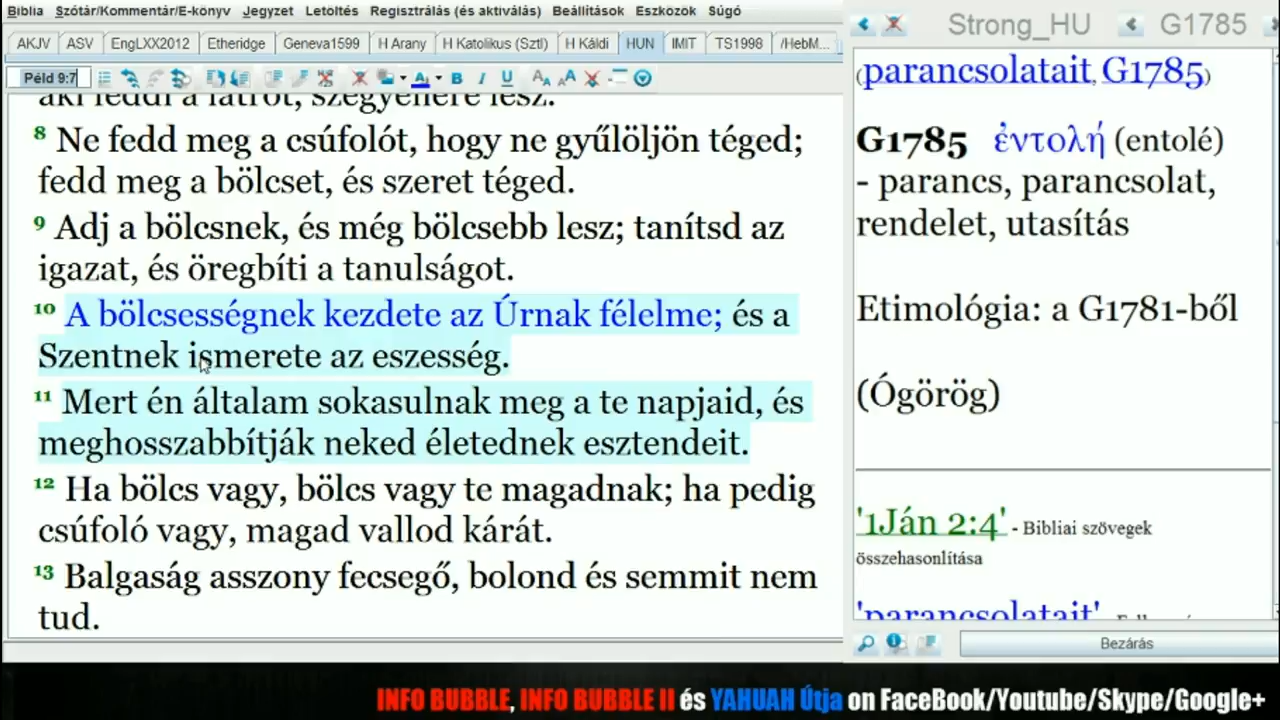 Biblia Szótár/Kommentár/E-könyv Jegyzet Letöltés Regisztrálás (és aktiválás) Beállítások Eszközök Súgó
AKJV ASV EngLXX2012 Etheridge Geneva1599 H Arany H Katolikus (Sztl) H Káldi HUN IMIT TS1998 /HebM...
Péld 9:7
aki feddi a latrot, szégyenére lesz.
8 Ne fedd meg a csúfolót, hogy ne gyűlöljön téged;
fedd meg a bölcset, és szeret téged.
9 Adj a bölcsnek, és még bölcsebb lesz; tanítsd az
igazat, és öregbíti a tanulságot.
10 A bölcsességnek kezdete az Úrnak félelme; és a
Szentnek ismerete az eszesség.
11 Mert én általam sokasulnak meg a te napjaid, és
meghosszabbítják neked életednek esztendeit.
12 Ha bölcs vagy, bölcs vagy te magadnak; ha pedig
csúfoló vagy, magad vallod kárát.
13 Balgaság asszony fecsegő, bolond és semmit nem
tud.
Strong_HU G1785
(parancsolatait, G1785)
G1785 ἐντολή (entolé)
- parancs, parancsolat,
rendelet, utasítás
Etimológia: a G1781-ből
(Ógörög)
'1Ján 2:4' - Bibliai szövegek
összehasonlítása
'parancsolatait'
Bezárás
INFO BUBBLE, INFO BUBBLE II és YAHUAH Útja on FaceBook/Youtube/Skype/Google+